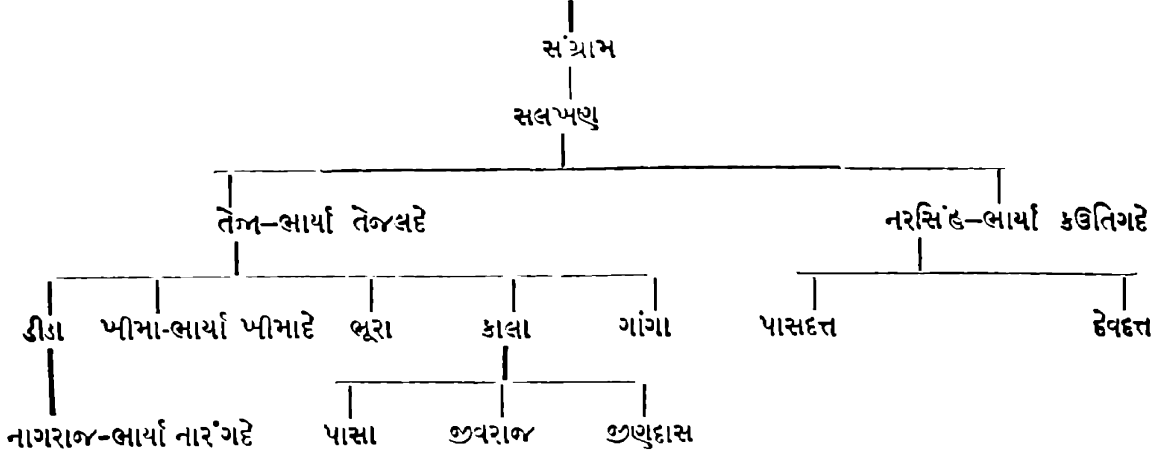 સંગ્રામ
સલખણ
તેજા–ભાર્યા તેજલદે નરસિંહ–ભાર્યા કઉતિગદે
ડીડા ખીમા-ભાર્યા ખીમાદે ભૂરા કાલા ગાંગા પાસદત્ત દેવદત્ત
નાગરાજ-ભાર્યા નારંગદે પાસા જીવરાજ જીણદાસ